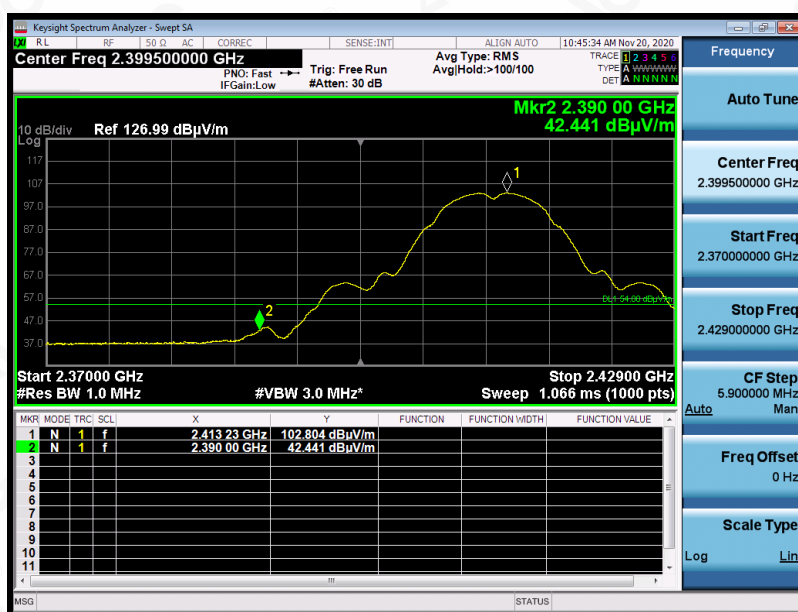 Keysight Spectrum Analyzer - Swept SA
LXI RL RF 50 Ω AC CORREC SENSE:INT ALIGN AUTO 10:45:34 AM Nov 20, 2020
Center Freq 2.399500000 GHz
PNO: Fast
IFGain:Low
Trig: Free Run
#Atten: 30 dB
Avg Type: RMS
Avg|Hold:>100/100
TRACE 1 2 3 4 5 6
TYPE A WWWWW
DET A N N N N N
Mkr2 2.390 00 GHz
42.441 dBµV/m
10 dB/div Ref 126.99 dBµV/m
Log
117
107
97.0
87.0
77.0
67.0
57.0
47.0
37.0
1
2
DL1 54.00 dBµV/m
Start 2.37000 GHz Stop 2.42900 GHz
#Res BW 1.0 MHz #VBW 3.0 MHz* Sweep 1.066 ms (1000 pts)
MKR MODE TRC SCL X Y FUNCTION FUNCTION WIDTH FUNCTION VALUE
1 N 1 f 2.413 23 GHz 102.804 dBµV/m
2 N 1 f 2.390 00 GHz 42.441 dBµV/m
3
4
5
6
7
8
9
10
11
MSG STATUS
Frequency
Auto Tune
Center Freq
2.399500000 GHz
Start Freq
2.370000000 GHz
Stop Freq
2.429000000 GHz
CF Step
5.900000 MHz
Auto Man
Freq Offset
0 Hz
Scale Type
Log Lin